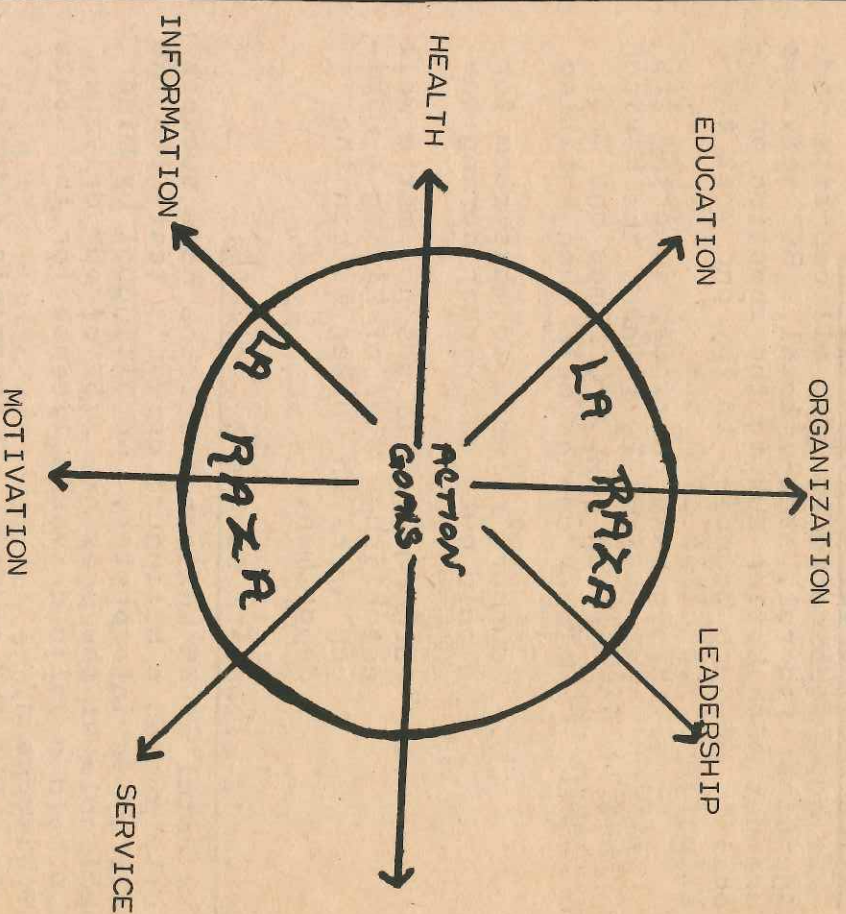 ORGANIZATION
EDUCATION
LEADERSHIP
LA RAZA
HEALTH
ACTION
GOALS
LA RAZA
INFORMATION
SERVICE
MOTIVATION